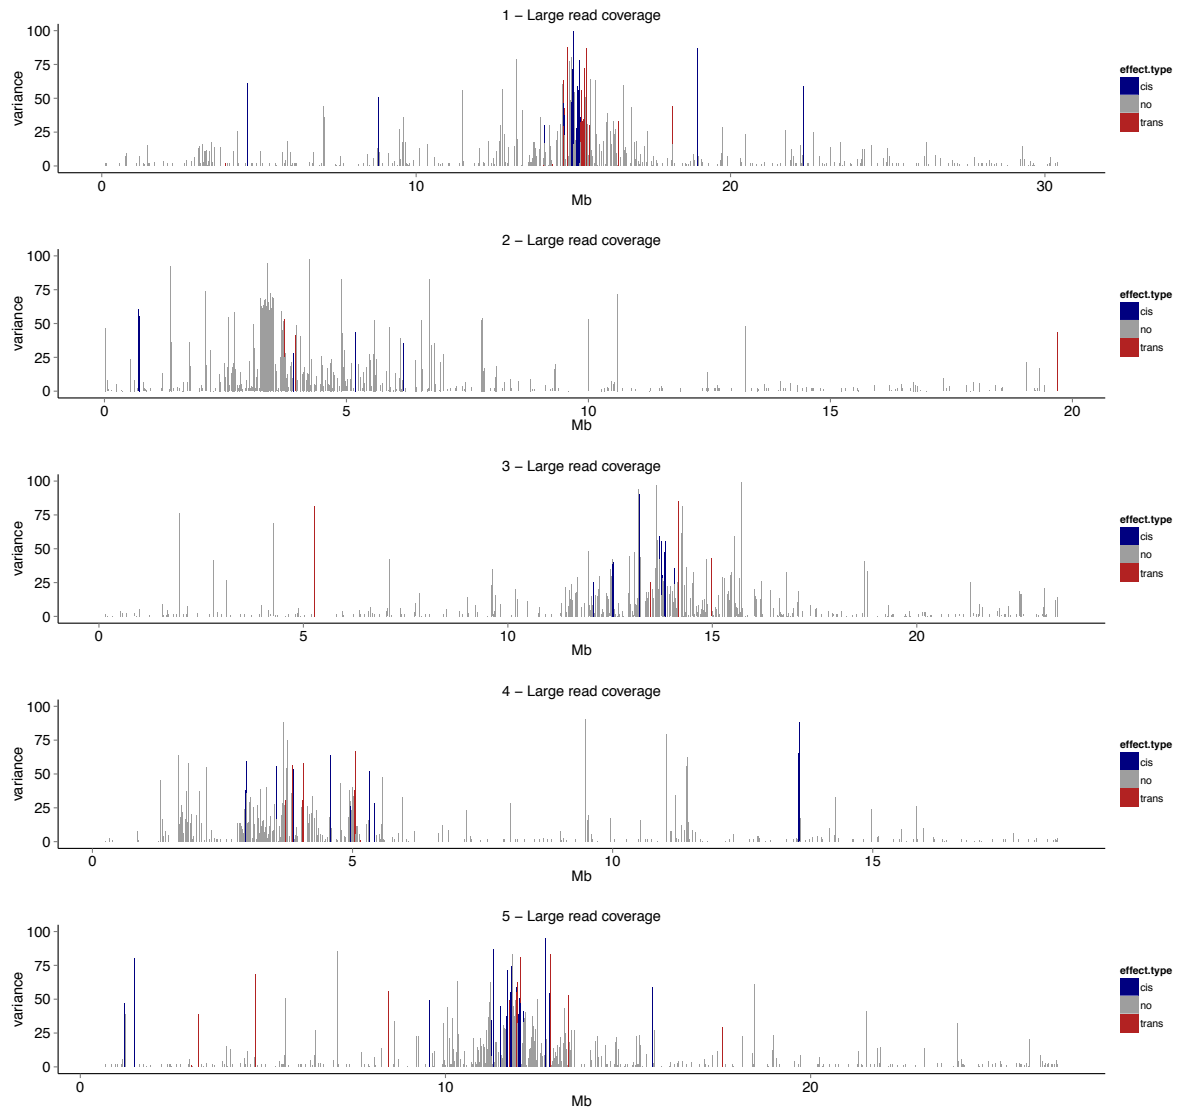 1 – Large read coverage
100
75
50
25
0
variance
0 10 20 30
Mb
effect.type
cis
no
trans
2 – Large read coverage
100
75
50
25
0
variance
0 5 10 15 20
Mb
effect.type
cis
no
trans
3 – Large read coverage
100
75
50
25
0
variance
0 5 10 15 20
Mb
effect.type
cis
no
trans
4 – Large read coverage
100
75
50
25
0
variance
0 5 10 15
Mb
effect.type
cis
no
trans
5 – Large read coverage
100
75
50
25
0
variance
0 10 20
Mb
effect.type
cis
no
trans